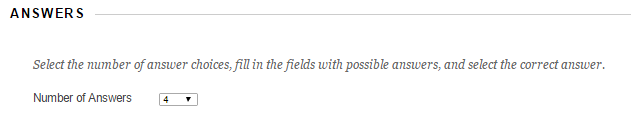 ANSWERS
Select the number of answer choices, fill in the fields with possible answers, and select the correct answer.
Number of Answers 4